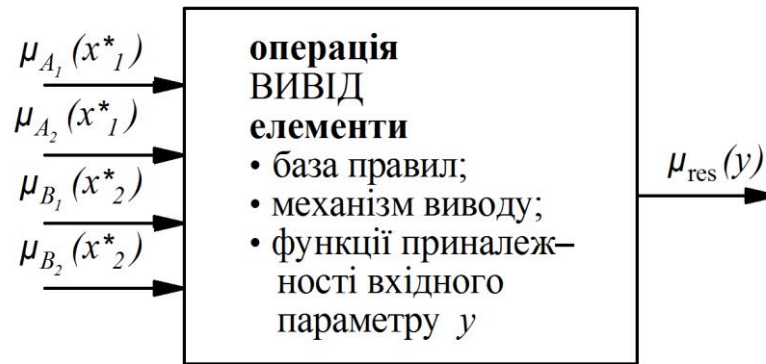 μA₁(x*₁)
μA₂(x*₁)
μB₁(x*₂)
μB₂(x*₂)
операція
ВИВІД
елементи
• база правил;
• механізм виводу;
• функції приналеж–
ності вхідного
параметру y
μres(y)